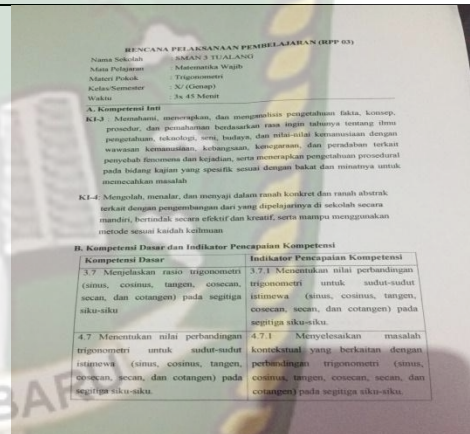 RENCANA PELAKSANAAN PEMBELAJARAN (RPP 03)
Nama Sekolah : SMAN 3 TUALANG
Mata Pelajaran : Matematika Wajib
Materi Pokok : Trigonometri
Kelas/Semester : X/ (Genap)
Waktu : 3x 45 Menit
A. Kompetensi Inti
KI-3 : Memahami, menerapkan, dan menganalisis pengetahuan fakta, konsep,
prosedur, dan pemahaman berdasarkan rasa ingin tahunya tentang ilmu
pengetahuan, teknologi, seni, budaya, dan nilai-nilai kemanusiaan dengan
wawasan kemanusiaan, kebangsaan, kenegaraan, dan peradaban terkait
penyebab fenomena dan kejadian, serta menerapkan pengetahuan prosedural
pada bidang kajian yang spesifik sesuai dengan bakat dan minatnya untuk
memecahkan masalah
KI-4: Mengolah, menalar, dan menyaji dalam ranah konkret dan ranah abstrak
terkait dengan pengembangan dari yang dipelajarinya di sekolah secara
mandiri, bertindak secara efektif dan kreatif, serta mampu menggunakan
metode sesuai kaidah keilmuan
B. Kompetensi Dasar dan Indikator Pencapaian Kompetensi
Kompetensi Dasar
3.7 Menjelaskan rasio trigonometri
(sinus, cosinus, tangen, cosecan,
secan, dan cotangen) pada segitiga
siku-siku
Indikator Pencapaian Kompetensi
3.7.1 Menentukan nilai perbandingan
trigonometri untuk sudut-sudut
istimewa (sinus, cosinus, tangen,
cosecan, secan, dan cotangen) pada
segitiga siku-siku.
4.7 Menentukan nilai perbandingan
trigonometri untuk sudut-sudut
istimewa (sinus, cosinus, tangen,
cosecan, secan, dan cotangen) pada
segitiga siku-siku.
4.7.1 Menyelesaikan masalah
kontekstual yang berkaitan dengan
perbandingan trigonometri (sinus,
cosinus, tangen, cosecan, secan, dan
cotangen) pada segitiga siku-siku.